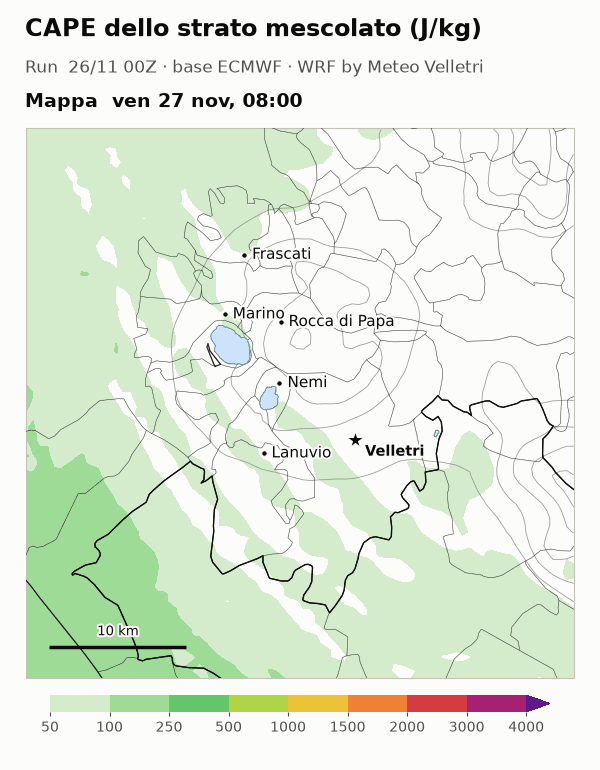 CAPE dello strato mescolato (J/kg)
Run  26/11 00Z · base ECMWF · WRF by Meteo Velletri
Mappa  ven 27 nov, 08:00
Frascati
Marino
Rocca di Papa
Nemi
Lanuvio
Velletri
10 km
50 100 250 500 1000 1500 2000 3000 4000